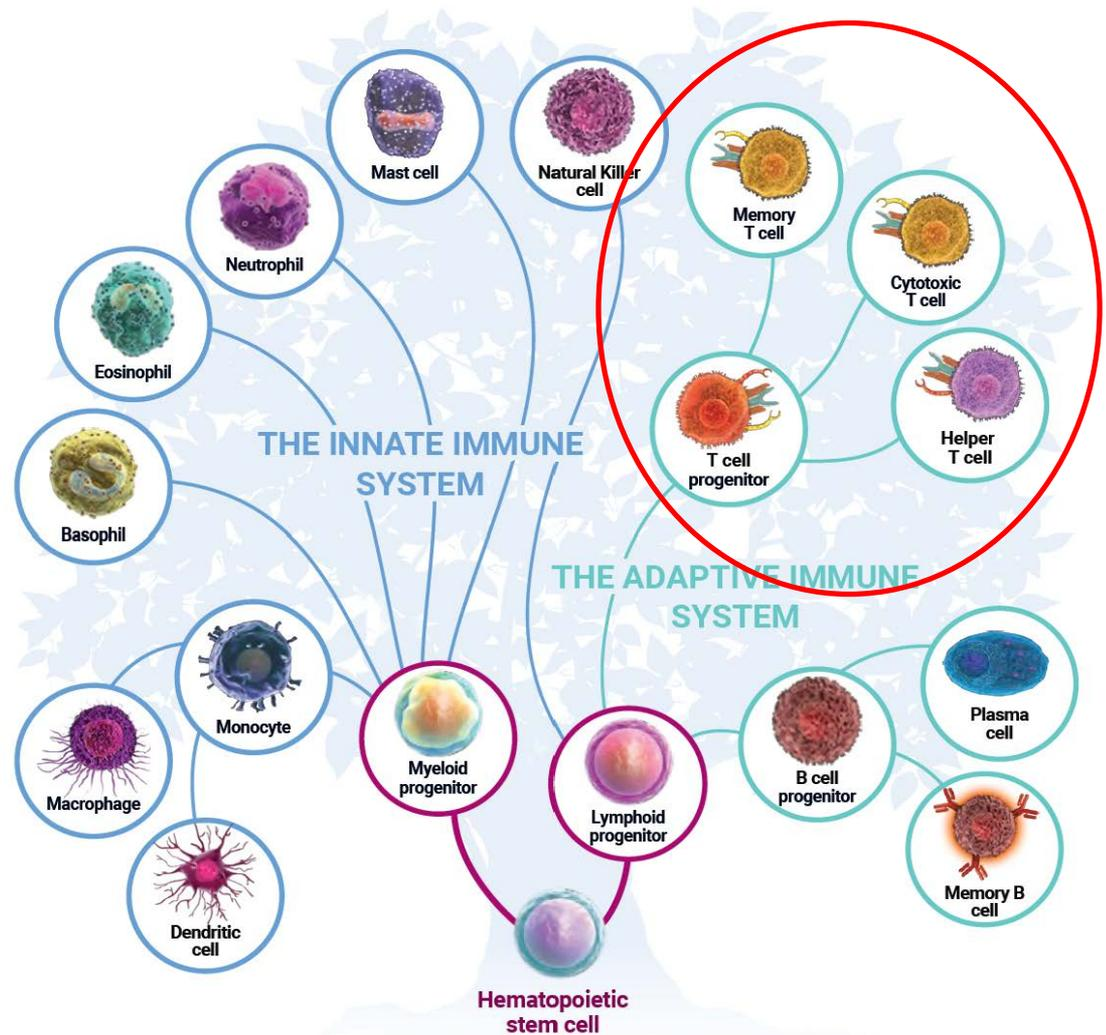 Mast cell
Natural Killer
cell
Memory
T cell
Neutrophil
Cytotoxic
T cell
Eosinophil
Helper
T cell
T cell
progenitor
THE INNATE IMMUNE
SYSTEM
Basophil
THE ADAPTIVE IMMUNE
SYSTEM
Monocyte
Plasma
cell
Myeloid
progenitor
B cell
progenitor
Macrophage
Lymphoid
progenitor
Memory B
cell
Dendritic
cell
Hematopoietic
stem cell